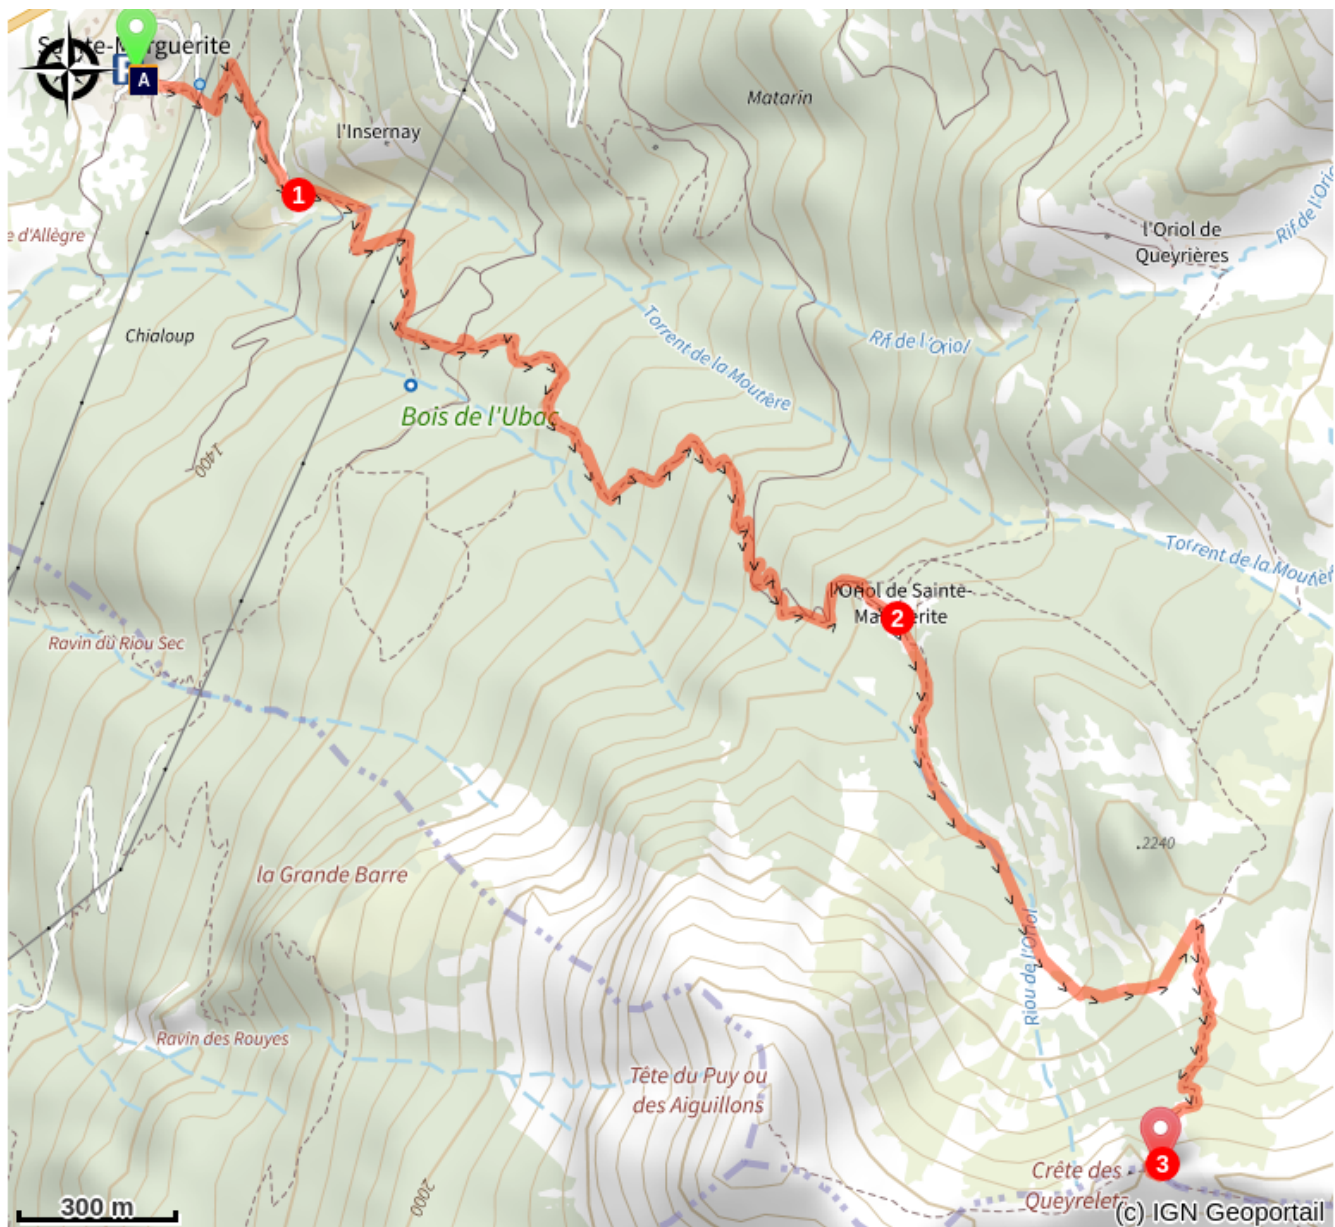 Sainte-Marguerite
P
A
Matarin
l'Insernay
1
Rif de l'Oriol
l'Oriol de
Queyrières
e d'Allègre
Chialoup
Torrent de la Moutière
Rif de l'Oriol
Bois de l'Ubac
1400
Torrent de la Moutièr
l'Oriol de Sainte-
Marguerite
2
Ravin du Riou Sec
.2240
la Grande Barre
Riou de l'Oriol
Ravin des Rouyes
Tête du Puy ou
des Aiguillons
Crête des
Queyrelets
3
2000
300 m
(c) IGN Geoportail